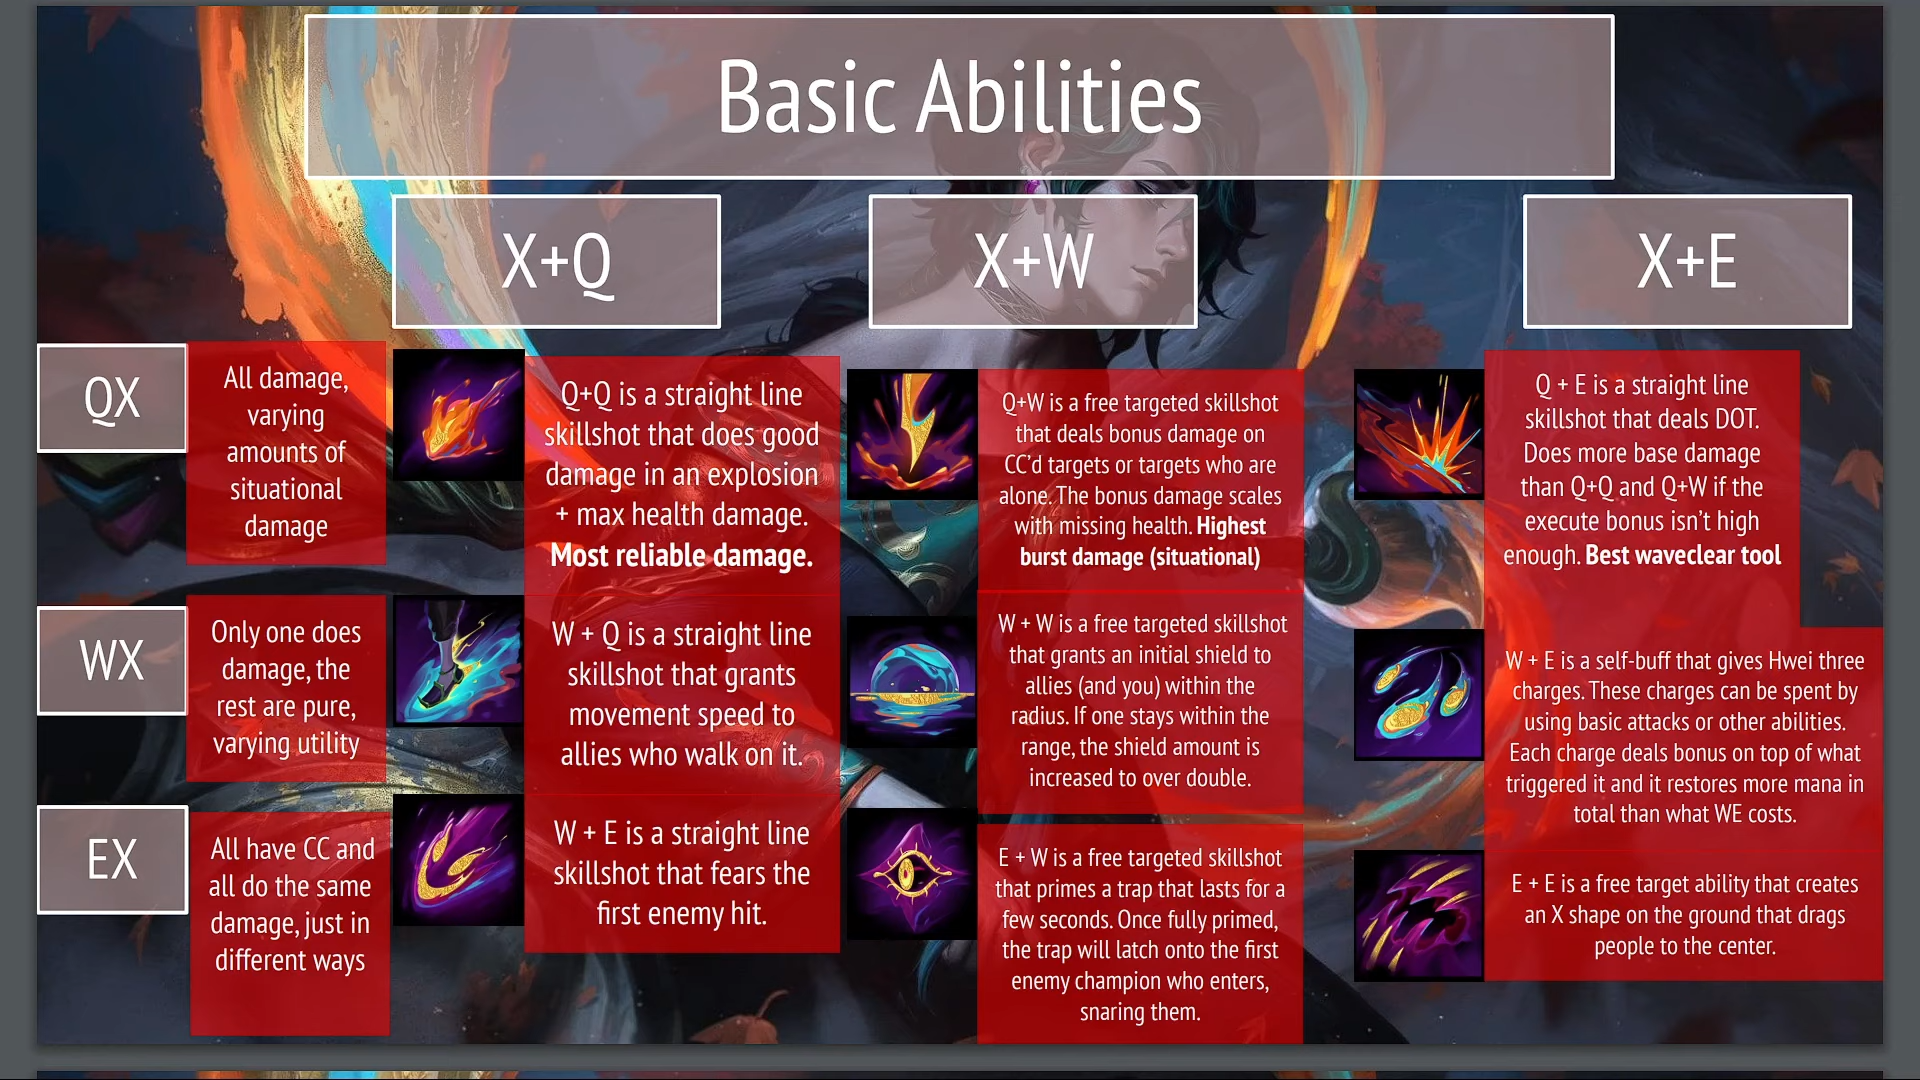 Basic Abilities
X+Q
X+W
X+E
QX
All damage,
varying
amounts of
situational
damage
Q+Q is a straight line
skillshot that does good
damage in an explosion
+ max health damage.
Most reliable damage.
Q+W is a free targeted skillshot
that deals bonus damage on
CC’d targets or targets who are
alone. The bonus damage scales
with missing health. Highest
burst damage (situational)
Q + E is a straight line
skillshot that deals DOT.
Does more base damage
than Q+Q and Q+W if the
execute bonus isn’t high
enough. Best waveclear tool
WX
Only one does
damage, the
rest are pure,
varying utility
W + Q is a straight line
skillshot that grants
movement speed to
allies who walk on it.
W + W is a free targeted skillshot
that grants an initial shield to
allies (and you) within the
radius. If one stays within the
range, the shield amount is
increased to over double.
W + E is a self-buff that gives Hwei three
charges. These charges can be spent by
using basic attacks or other abilities.
Each charge deals bonus on top of what
triggered it and it restores more mana in
total than what WE costs.
EX
All have CC and
all do the same
damage, just in
different ways
W + E is a straight line
skillshot that fears the
first enemy hit.
E + W is a free targeted skillshot
that primes a trap that lasts for a
few seconds. Once fully primed,
the trap will latch onto the first
enemy champion who enters,
snaring them.
E + E is a free target ability that creates
an X shape on the ground that drags
people to the center.